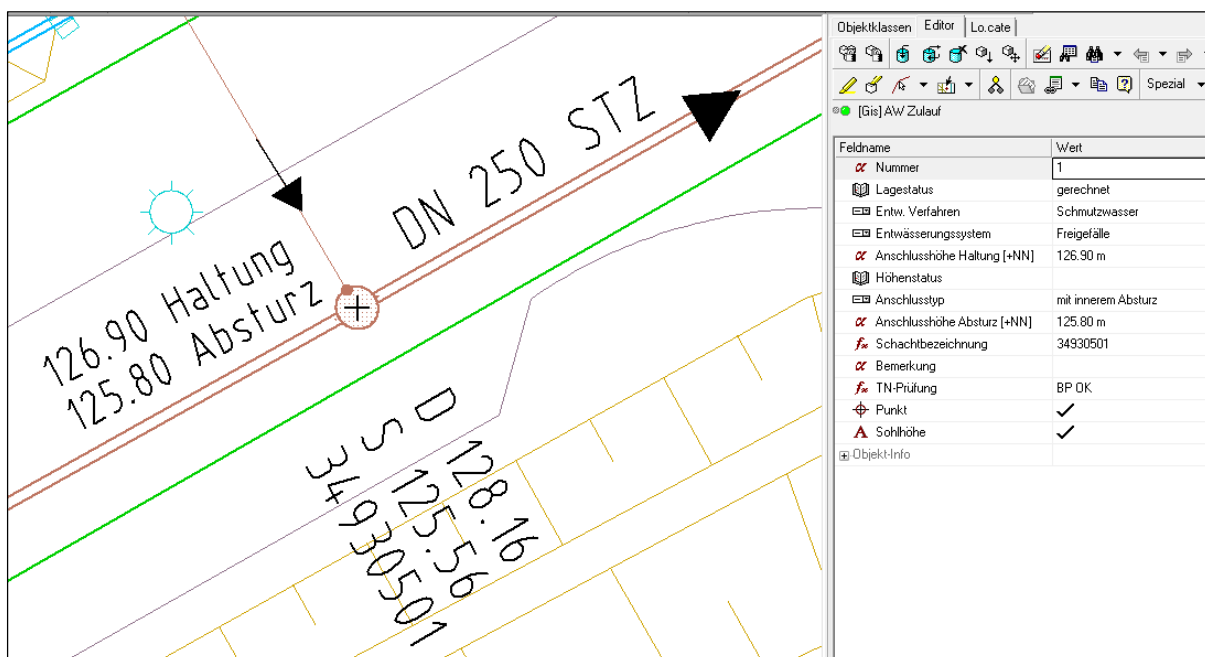 DN 250 STZ
126.90 Haltung
125.80 Absturz
D 128.16
S 125.56
34930501
Objektklassen Editor Lo.cate
Spezial
[Gis] AW Zulauf
Feldname Wert
Nummer 1
Lagestatus gerechnet
Entw. Verfahren Schmutzwasser
Entwässerungssystem Freigefälle
Anschlusshöhe Haltung [+NN] 126.90 m
Höhenstatus
Anschlusstyp mit innerem Absturz
Anschlusshöhe Absturz [+NN] 125.80 m
Schachtbezeichnung 34930501
Bemerkung
TN-Prüfung BP OK
Punkt
Sohlhöhe
Objekt-Info